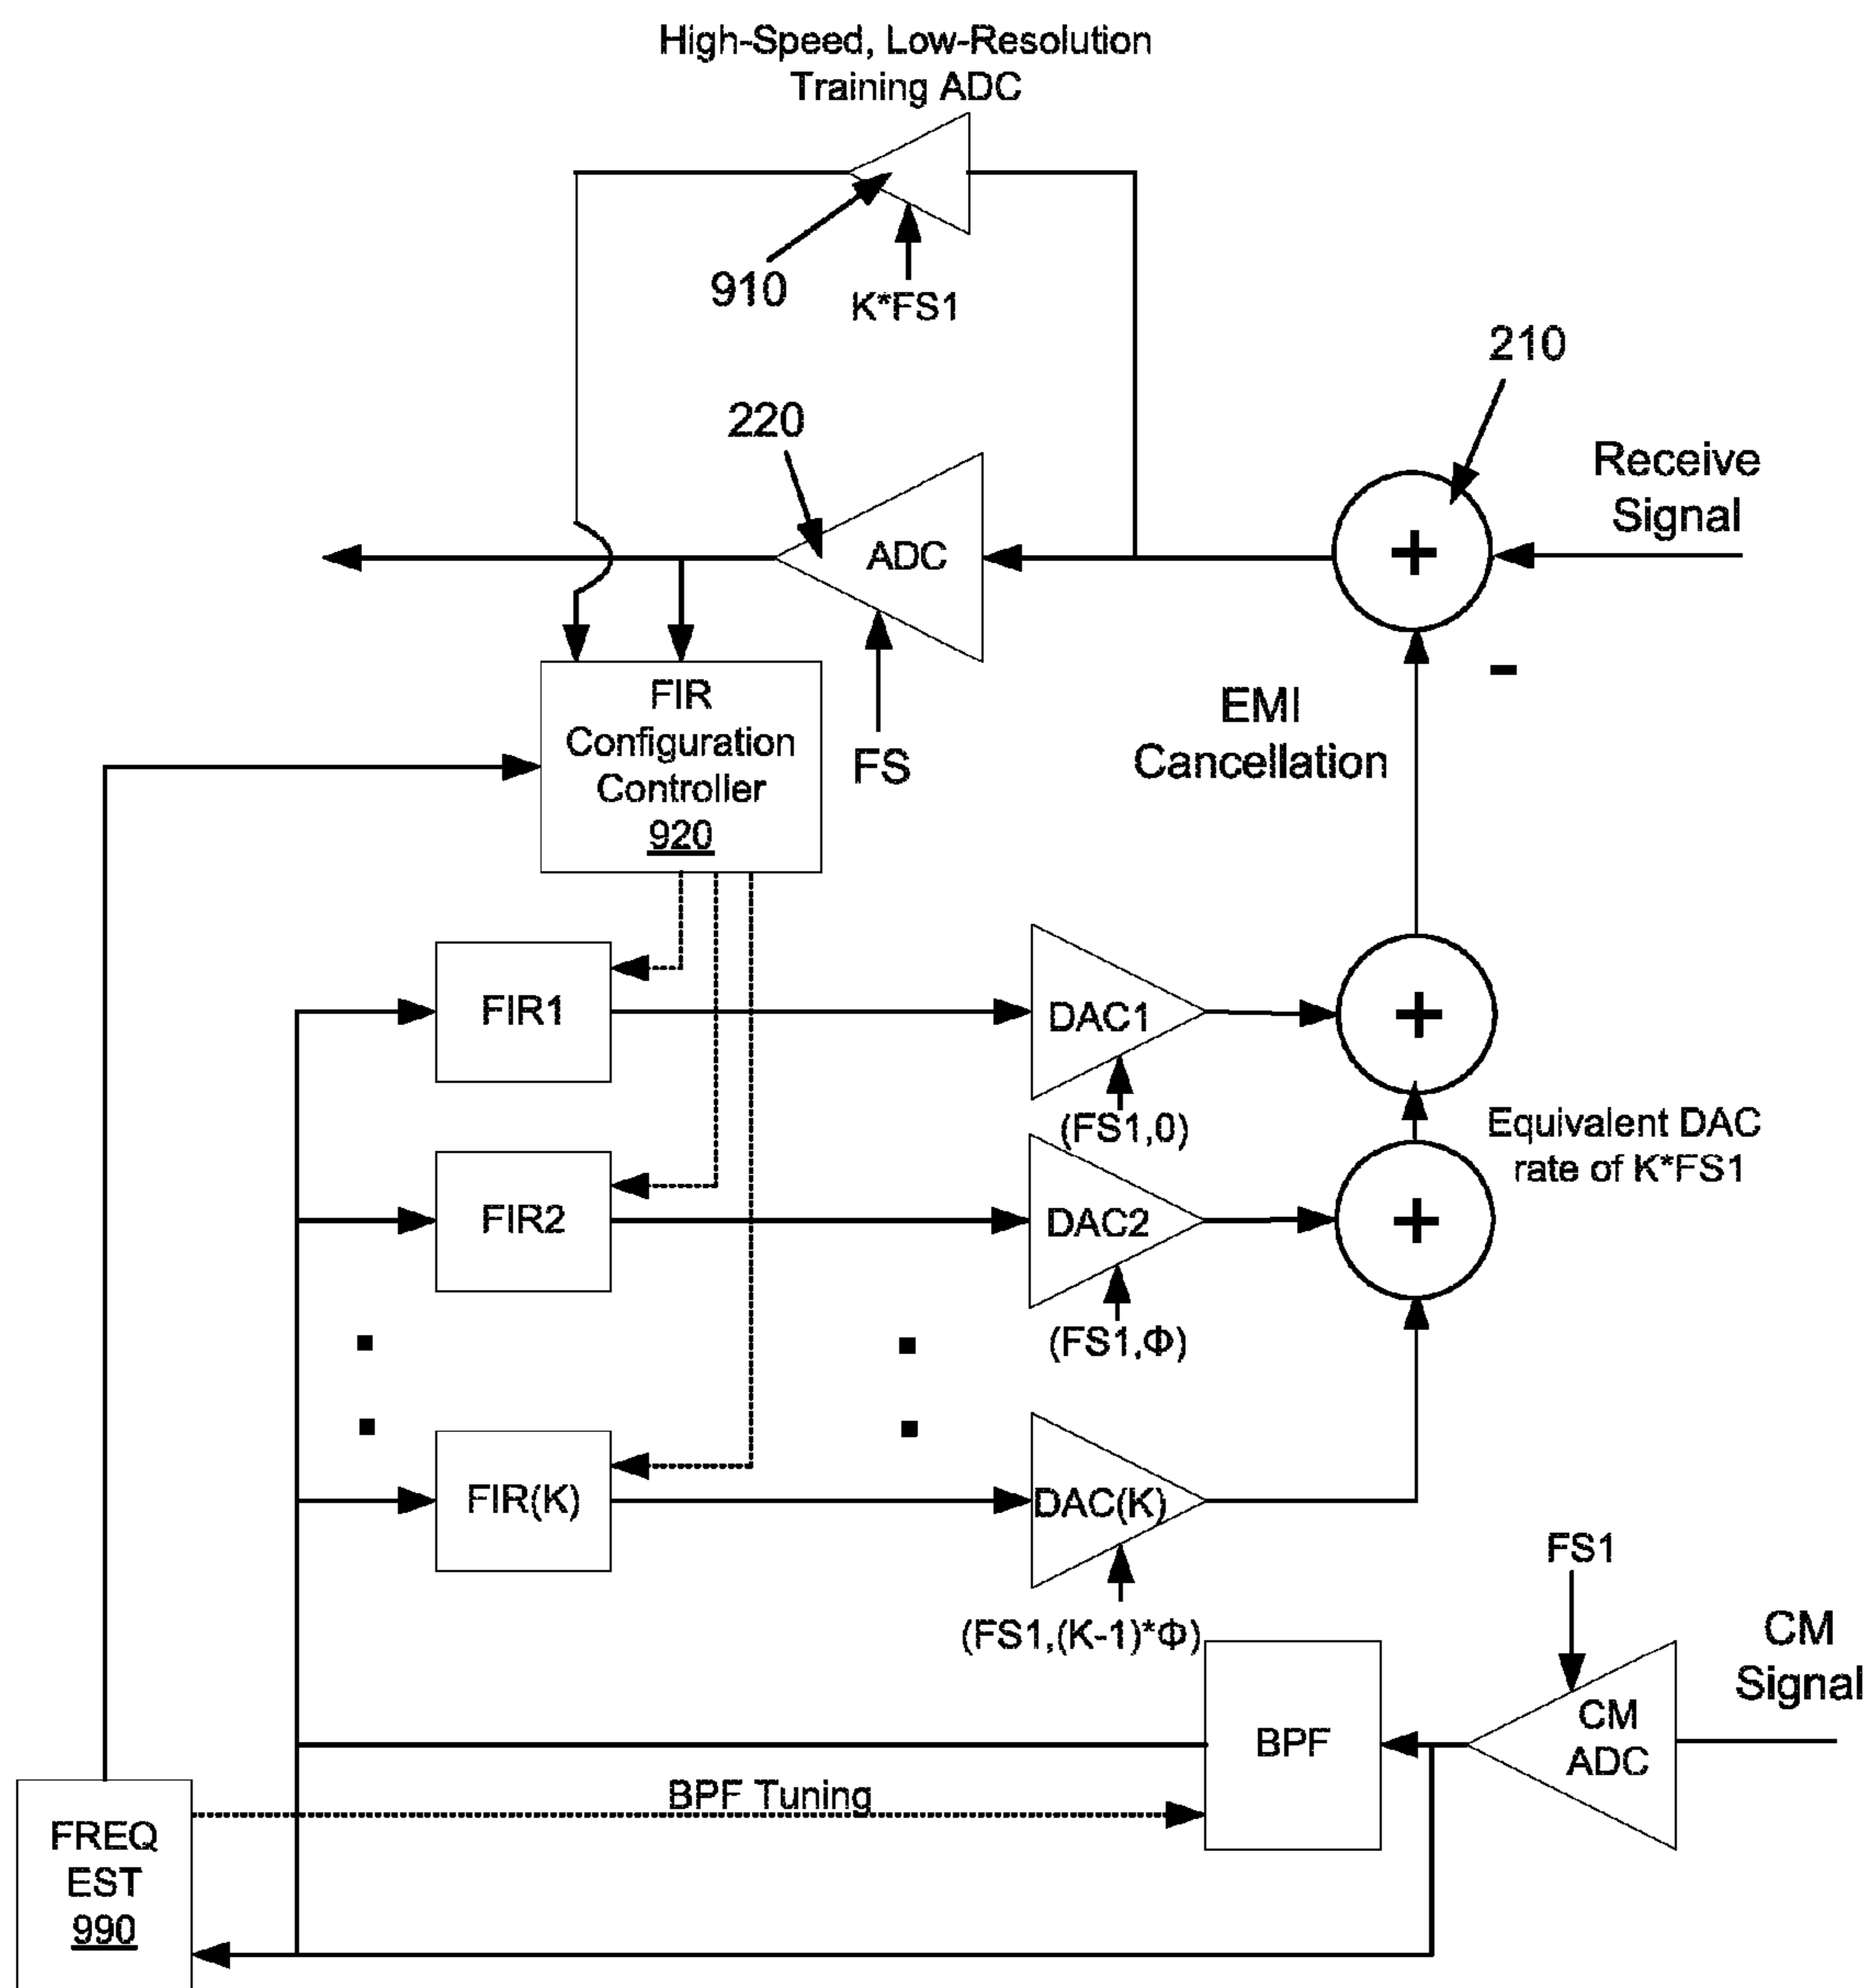 High-Speed, Low-Resolution
Training ADC
910
K*FS1
210
220
Receive
Signal
ADC
+
-
FS
FIR
Configuration
Controller
920
EMI
Cancellation
FIR1
DAC1
+
(FS1,0)
Equivalent DAC
rate of K*FS1
FIR2
DAC2
+
(FS1,Φ)
FIR(K)
DAC(K)
(FS1,(K-1)*Φ)
FS1
CM
Signal
CM
ADC
BPF
BPF Tuning
FREQ
EST
990